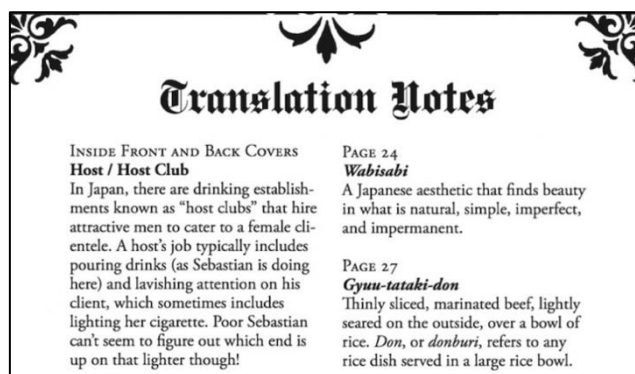 Translation Notes
INSIDE FRONT AND BACK COVERS
Host / Host Club
In Japan, there are drinking establish-
ments known as “host clubs” that hire
attractive men to cater to a female cli-
entele. A host’s job typically includes
pouring drinks (as Sebastian is doing
here) and lavishing attention on his
client, which sometimes includes
lighting her cigarette. Poor Sebastian
can’t seem to figure out which end is
up on that lighter though!
PAGE 24
Wabisabi
A Japanese aesthetic that finds beauty
in what is natural, simple, imperfect,
and impermanent.
PAGE 27
Gyuu-tataki-don
Thinly sliced, marinated beef, lightly
seared on the outside, over a bowl of
rice. Don, or donburi, refers to any
rice dish served in a large rice bowl.